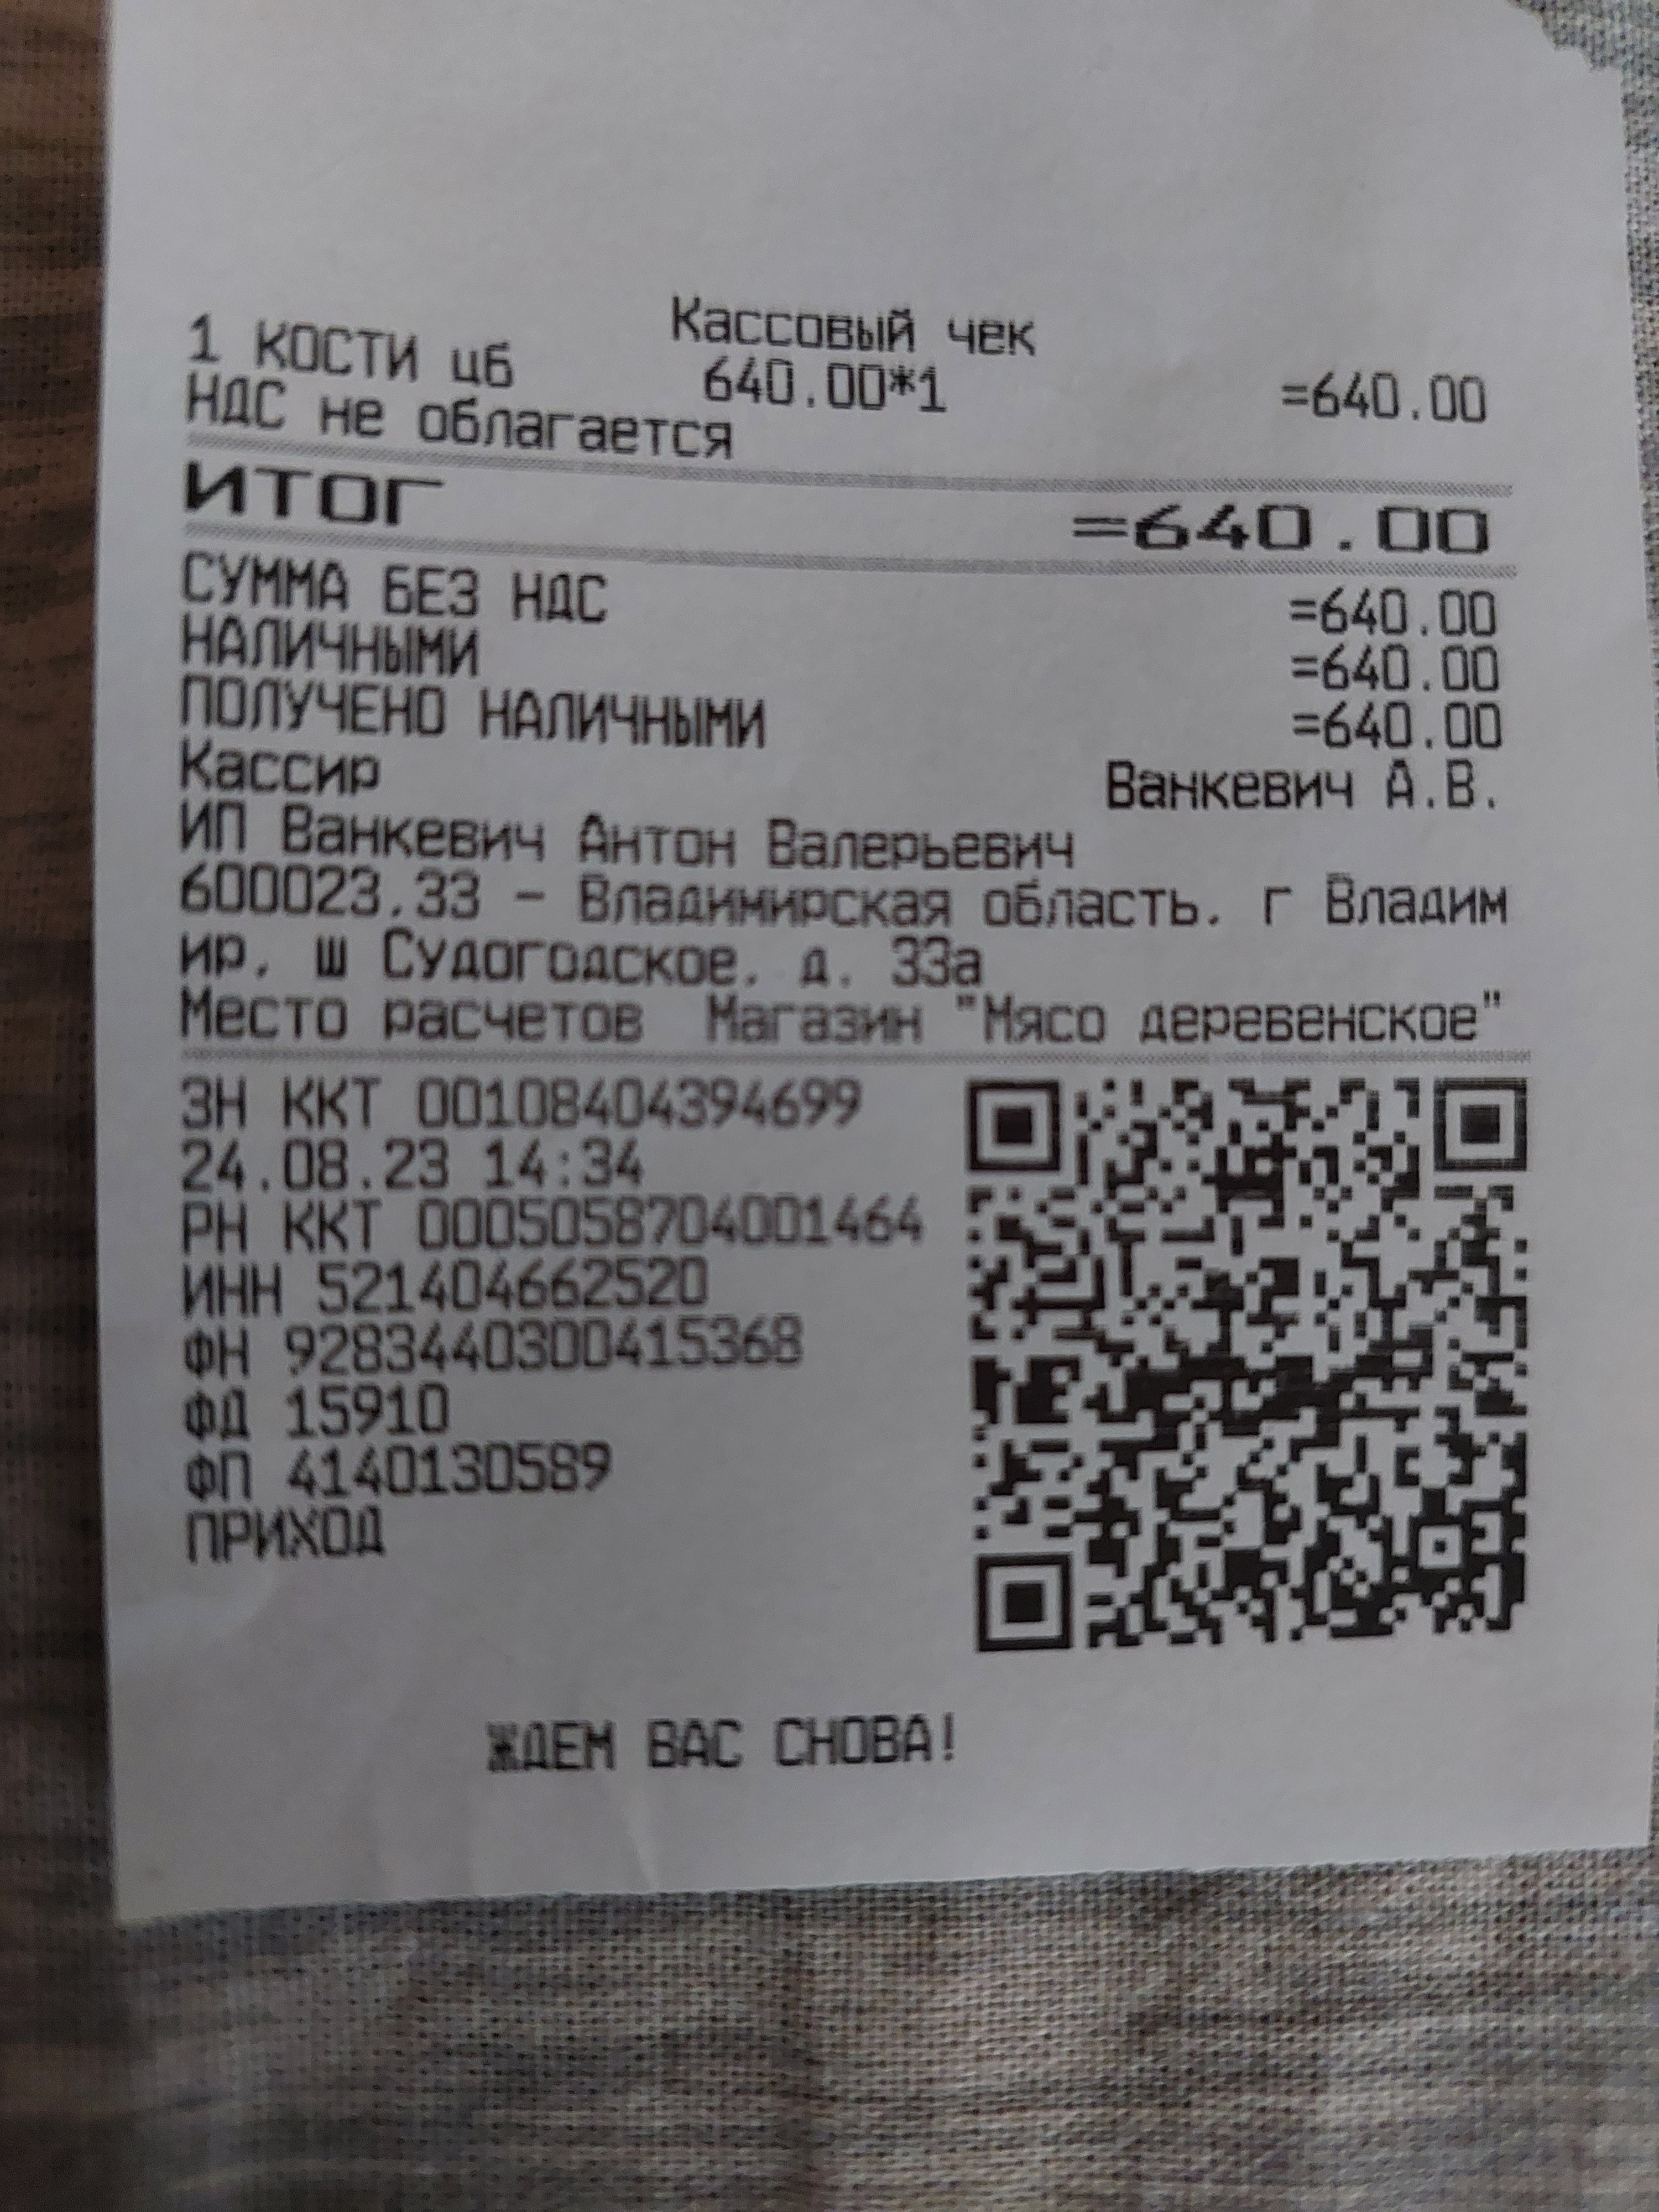 Кассовый чек
1 КОСТИ цб 640.00*1 =640.00
НДС не облагается
ИТОГ =640.00
СУММА БЕЗ НДС =640.00
НАЛИЧНЫМИ =640.00
ПОЛУЧЕНО НАЛИЧНЫМИ =640.00
Кассир Ванкевич А.В.
ИП Ванкевич Антон Валерьевич
600023,33 - Владимирская область, г Владим
ир, ш Судогодское, д. 33а
Место расчетов Магазин "Мясо деревенское"
ЗН ККТ 00108404394699
24.08.23 14:34
РН ККТ 0005058704001464
ИНН 521404662520
ФН 9283440300415368
ФД 15910
ФП 4140130589
ПРИХОД
ЖДЕМ ВАС СНОВА!